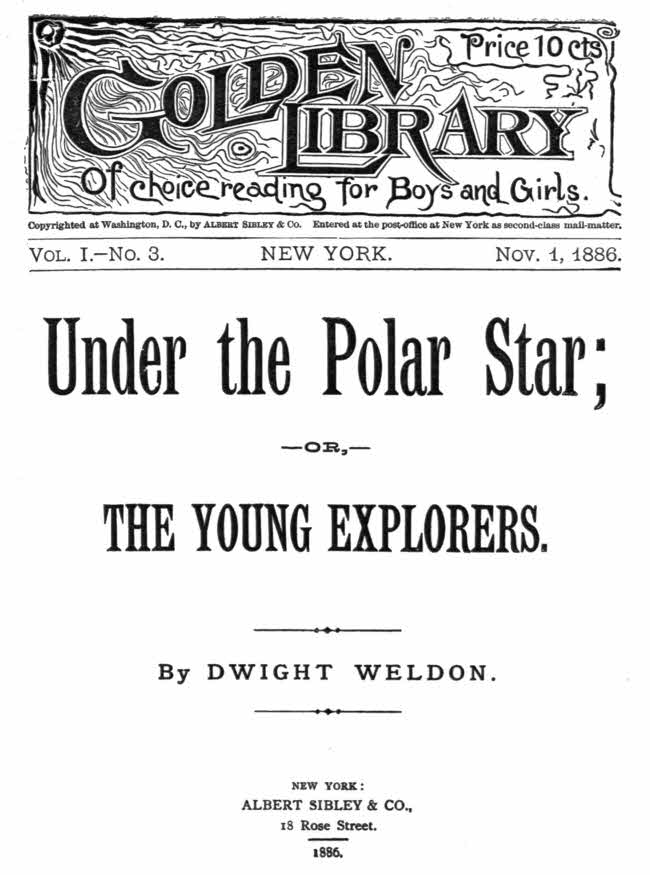 Price 10 cts
GOLDEN
LIBRARY
Of choice reading for Boys and Girls.
Copyrighted at Washington, D. C., by ALBERT SIBLEY & CO. Entered at the post-office at New York as second-class mail-matter.
VOL. I.—NO. 3. NEW YORK. NOV. 1, 1886.
Under the Polar Star;
—OR,—
THE YOUNG EXPLORERS.
By DWIGHT WELDON.
NEW YORK:
ALBERT SIBLEY & CO.,
18 Rose Street.
1886.